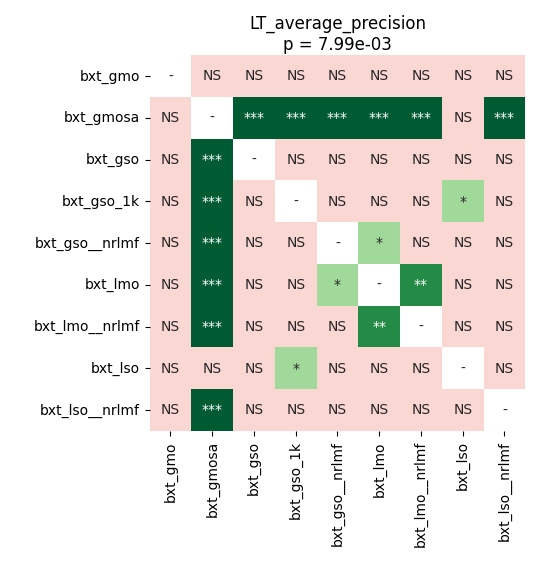 LT_average_precision
p = 7.99e-03
bxt_gmo - NS NS NS NS NS NS NS NS
bxt_gmosa NS - *** *** *** *** *** NS ***
bxt_gso NS *** - NS NS NS NS NS NS
bxt_gso_1k NS *** NS - NS NS NS * NS
bxt_gso__nrlmf NS *** NS NS - * NS NS NS
bxt_lmo NS *** NS NS * - ** NS NS
bxt_lmo__nrlmf NS *** NS NS NS ** - NS NS
bxt_lso NS NS NS * NS NS NS - NS
bxt_lso__nrlmf NS *** NS NS NS NS NS NS -
bxt_gmo
bxt_gmosa
bxt_gso
bxt_gso_1k
bxt_gso__nrlmf
bxt_lmo
bxt_lmo__nrlmf
bxt_lso
bxt_lso__nrlmf